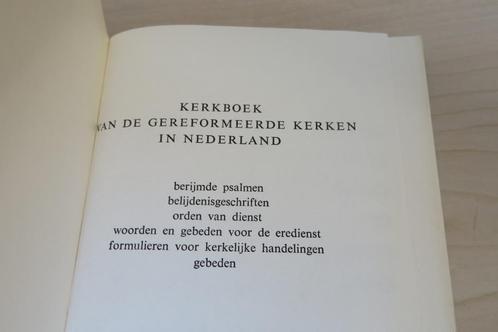 KERKBOEK
VAN DE GEREFORMEERDE KERKEN
IN NEDERLAND
berijmde psalmen
belijdenisgeschriften
orden van dienst
woorden en gebeden voor de eredienst
formulieren voor kerkelijke handelingen
gebeden